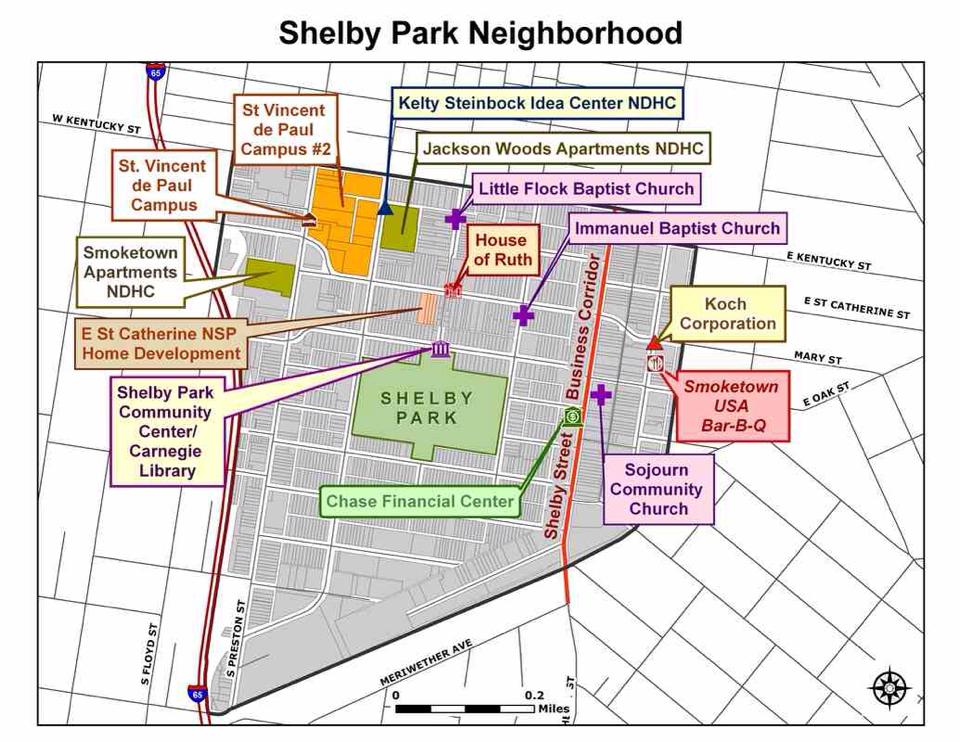 Shelby Park Neighborhood
65
W KENTUCKY ST
St Vincent
de Paul
Campus #2
Kelty Steinbock Idea Center NDHC
Jackson Woods Apartments NDHC
St. Vincent
de Paul
Campus
Little Flock Baptist Church
Immanuel Baptist Church
House
of Ruth
Smoketown
Apartments
NDHC
E KENTUCKY ST
E ST CATHERINE ST
Koch
Corporation
E St Catherine NSP
Home Development
MARY ST
E OAK ST
Shelby Park
Community
Center/
Carnegie
Library
SHELBY
PARK
Shelby Street Business Corridor
$
Smoketown
USA
Bar-B-Q
Chase Financial Center
Sojourn
Community
Church
S FLOYD ST
S PRESTON ST
MERIWETHER AVE
65
0 0.2
Miles
ST